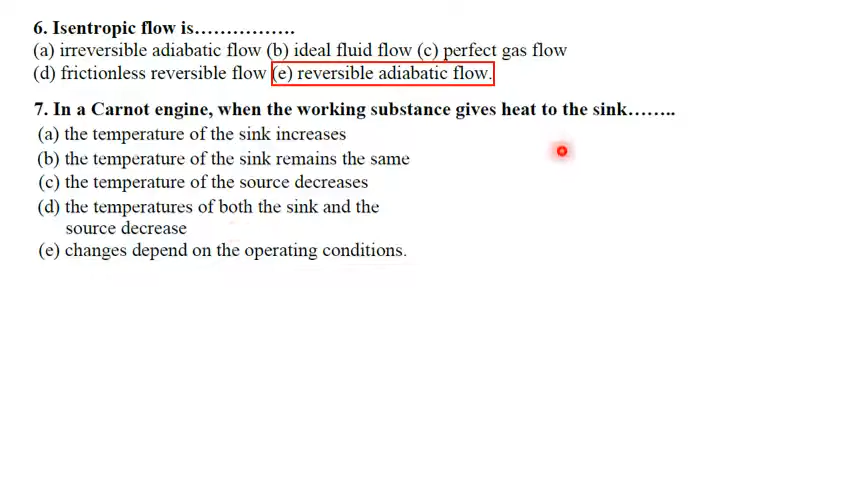 6. Isentropic flow is…………….
(a) irreversible adiabatic flow (b) ideal fluid flow (c) perfect gas flow
(d) frictionless reversible flow (e) reversible adiabatic flow.
7. In a Carnot engine, when the working substance gives heat to the sink……..
(a) the temperature of the sink increases
(b) the temperature of the sink remains the same
(c) the temperature of the source decreases
(d) the temperatures of both the sink and the
source decrease
(e) changes depend on the operating conditions.